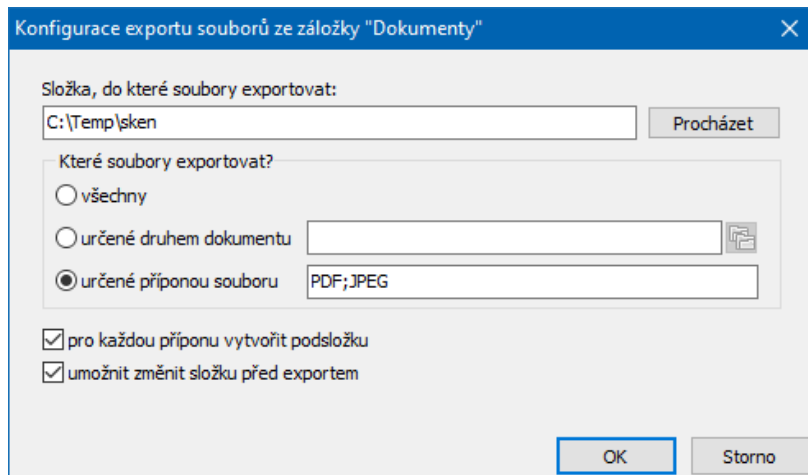 Konfigurace exportu souborů ze záložky "Dokumenty"
Složka, do které soubory exportovat:
C:\Temp\sken
Procházet
Které soubory exportovat?
všechny
určené druhem dokumentu
určené příponou souboru
PDF;JPEG
pro každou příponu vytvořit podsložku
umožnit změnit složku před exportem
OK
Storno